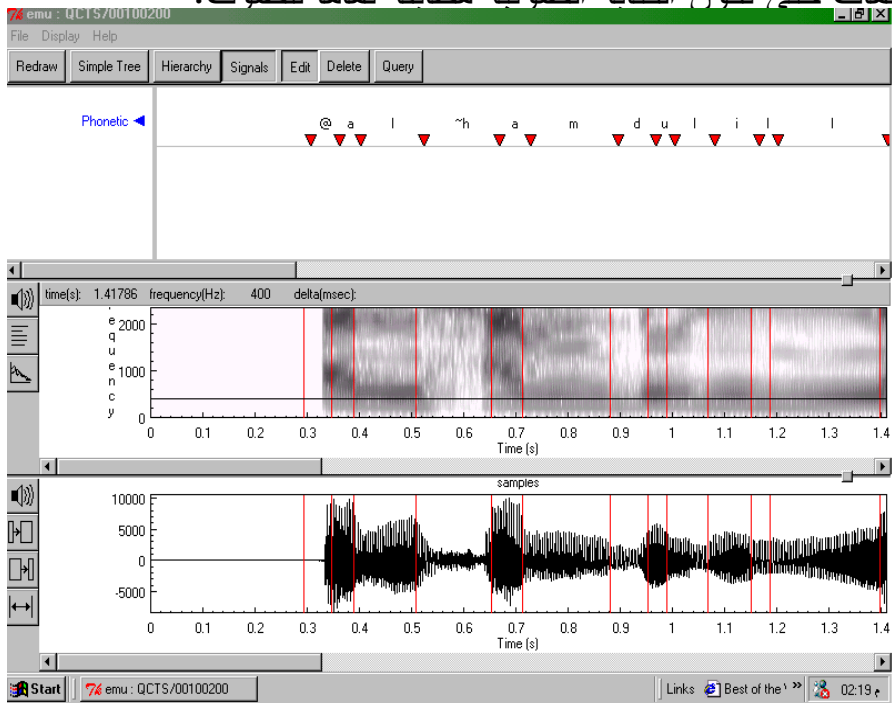 emu : QCTS/00100200
File Display Help
Redraw Simple Tree Hierarchy Signals Edit Delete Query
Phonetic
@ a l ~h a m d u l i l l
time(s): 1.41786 frequency(Hz): 400 delta(msec):
equency
2000
1000
0
0 0.1 0.2 0.3 0.4 0.5 0.6 0.7 0.8 0.9 1 1.1 1.2 1.3 1.4
Time (s)
samples
10000
5000
0
-5000
0 0.1 0.2 0.3 0.4 0.5 0.6 0.7 0.8 0.9 1 1.1 1.2 1.3 1.4
Time (s)
Start emu : QCTS/00100200 Links Best of the 02:19 م